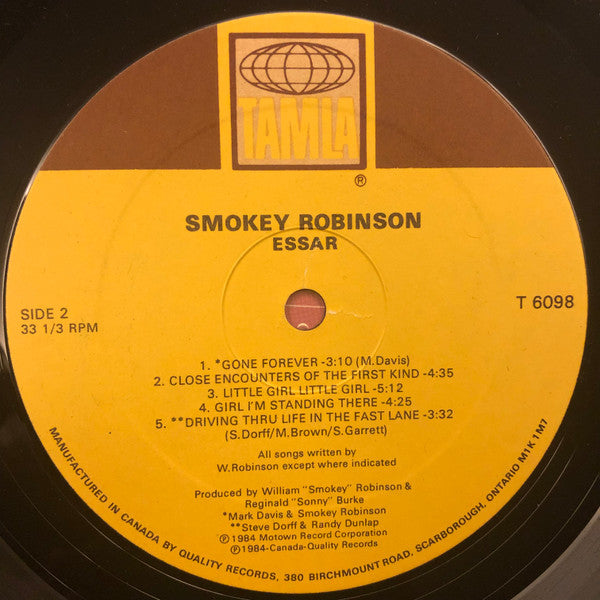 TAMLA
®
SMOKEY ROBINSON
ESSAR
SIDE 2
33 1/3 RPM
T 6098
1. *GONE FOREVER -3:10 (M.Davis)
2. CLOSE ENCOUNTERS OF THE FIRST KIND -4:35
3. LITTLE GIRL LITTLE GIRL -5:12
4. GIRL I'M STANDING THERE -4:25
5. **DRIVING THRU LIFE IN THE FAST LANE -3:32
(S.Dorff/M.Brown/S.Garrett)
All songs written by
W.Robinson except where indicated
Produced by William "Smokey" Robinson &
Reginald "Sonny" Burke
*Mark Davis & Smokey Robinson
**Steve Dorff & Randy Dunlap
℗1984 Motown Record Corporation
℗1984-Canada-Quality Records
MANUFACTURED IN CANADA BY QUALITY RECORDS, 380 BIRCHMOUNT ROAD, SCARBOROUGH, ONTARIO M1K 1M7